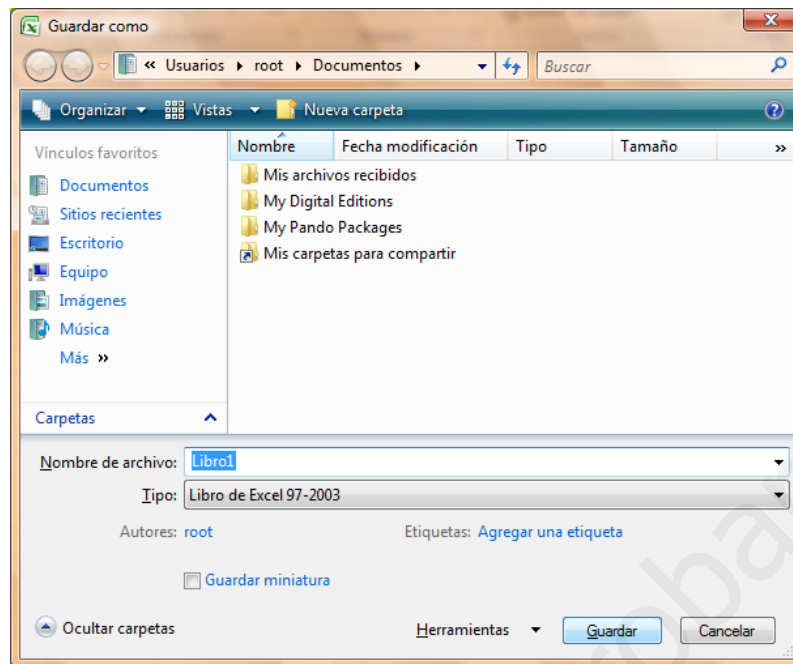 Guardar como
« Usuarios ▸ root ▸ Documentos ▸ Buscar
Organizar Vistas Nueva carpeta
Vínculos favoritos
Documentos
Sitios recientes
Escritorio
Equipo
Imágenes
Música
Más »
Carpetas
Nombre Fecha modificación Tipo Tamaño »
Mis archivos recibidos
My Digital Editions
My Pando Packages
Mis carpetas para compartir
Nombre de archivo: Libro1
Tipo: Libro de Excel 97-2003
Autores: root Etiquetas: Agregar una etiqueta
Guardar miniatura
Ocultar carpetas Herramientas Guardar Cancelar